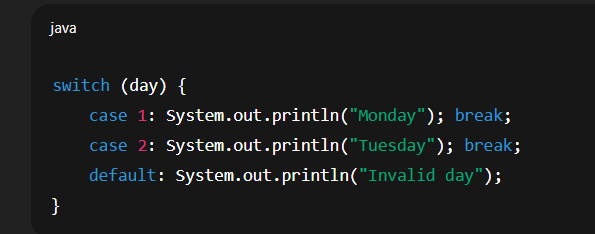 java
switch (day) {
    case 1: System.out.println("Monday"); break;
    case 2: System.out.println("Tuesday"); break;
    default: System.out.println("Invalid day");
}